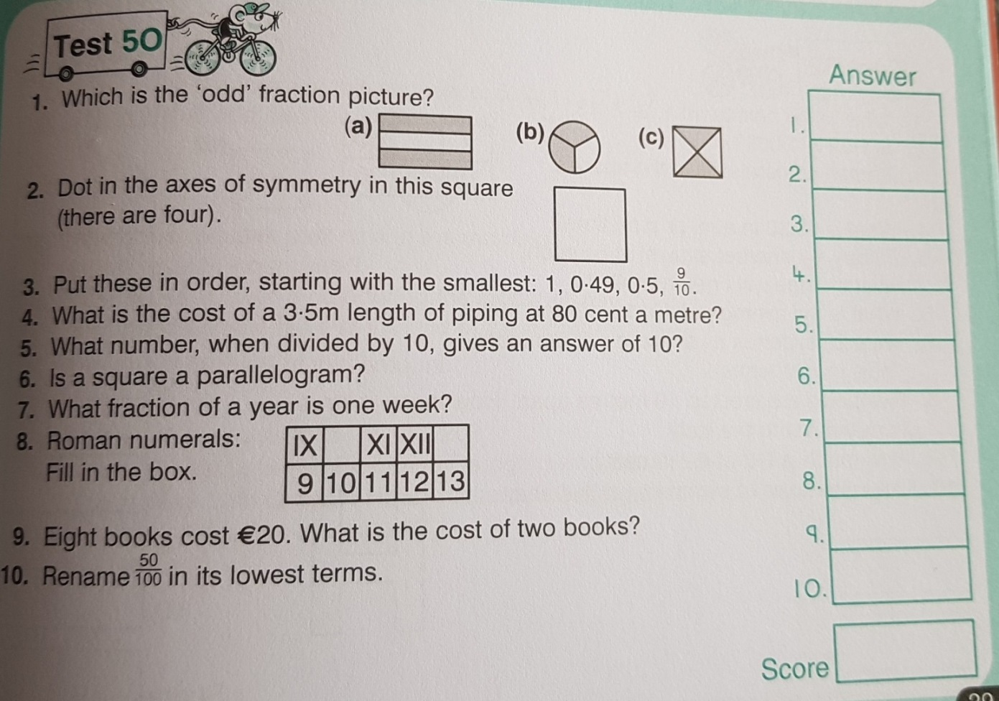 Test 50
Answer
1. Which is the ‘odd’ fraction picture?
(a) (b) (c)
2. Dot in the axes of symmetry in this square
(there are four).
3. Put these in order, starting with the smallest: 1, 0·49, 0·5, 9/10.
4. What is the cost of a 3·5m length of piping at 80 cent a metre?
5. What number, when divided by 10, gives an answer of 10?
6. Is a square a parallelogram?
7. What fraction of a year is one week?
8. Roman numerals:
Fill in the box.
IX XI XII
9 10 11 12 13
9. Eight books cost €20. What is the cost of two books?
10. Rename 50/100 in its lowest terms.
1.
2.
3.
4.
5.
6.
7.
8.
9.
10.
Score